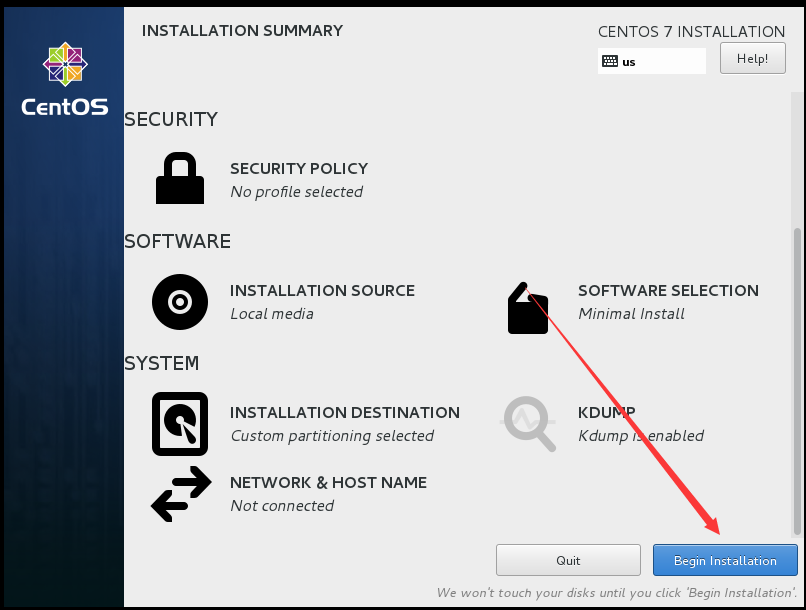 INSTALLATION SUMMARY
CENTOS 7 INSTALLATION
us
Help!
CentOS
SECURITY
SECURITY POLICY
No profile selected
SOFTWARE
INSTALLATION SOURCE
Local media
SOFTWARE SELECTION
Minimal Install
SYSTEM
INSTALLATION DESTINATION
Custom partitioning selected
KDUMP
Kdump is enabled
NETWORK & HOST NAME
Not connected
Quit
Begin Installation
We won't touch your disks until you click 'Begin Installation'.